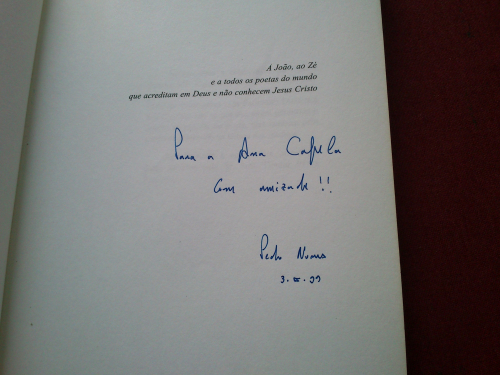 A João, ao Zé
e a todos os poetas do mundo
que acreditam em Deus e não conhecem Jesus Cristo
Para a Ana Capela
com amizade!!
Pedro